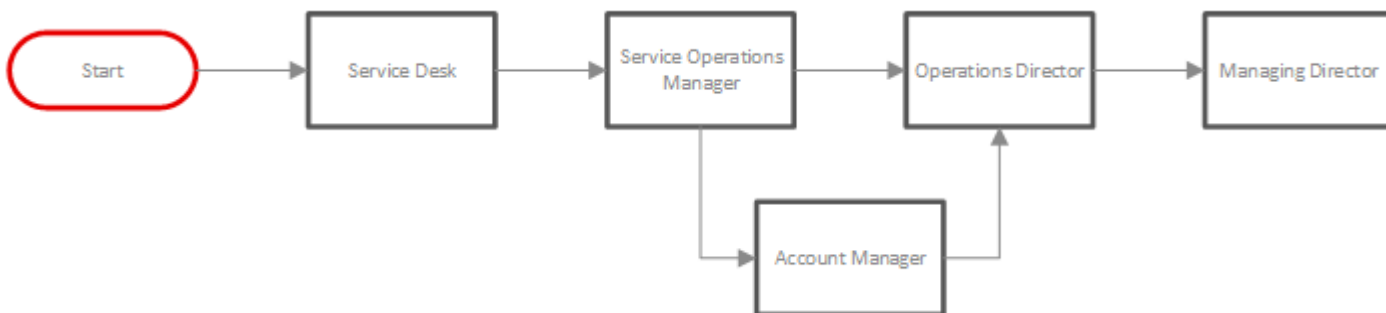 Start
Service Desk
Service Operations
Manager
Operations Director
Managing Director
Account Manager